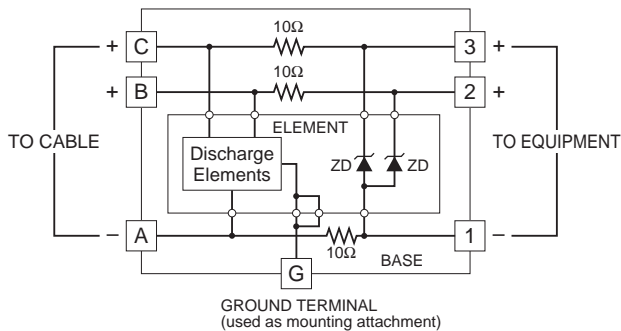 10Ω
+ C 3 +
10Ω
+ B 2 +
ELEMENT
TO CABLE
Discharge
Elements
ZD
ZD
TO EQUIPMENT
− A 1 −
10Ω
BASE
G
GROUND TERMINAL
(used as mounting attachment)